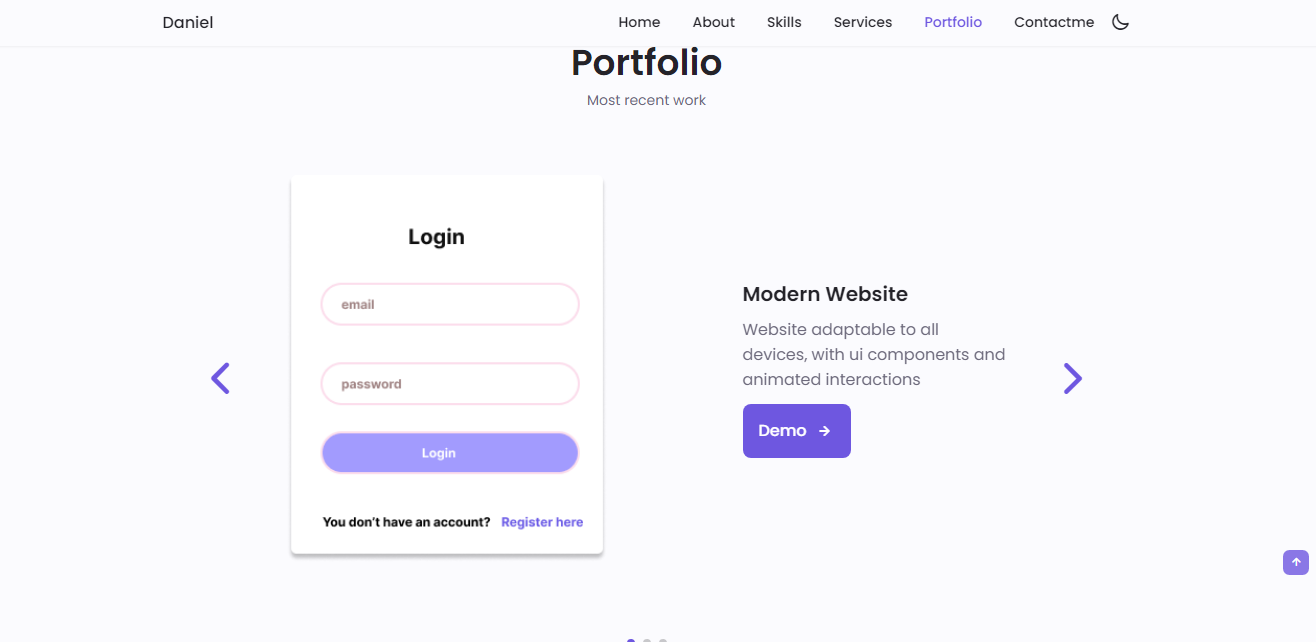 Daniel
Home About Skills Services Portfolio Contactme
Portfolio
Most recent work
Login
email
password
Login
You don't have an account? Register here
Modern Website
Website adaptable to all
devices, with ui components and
animated interactions
Demo